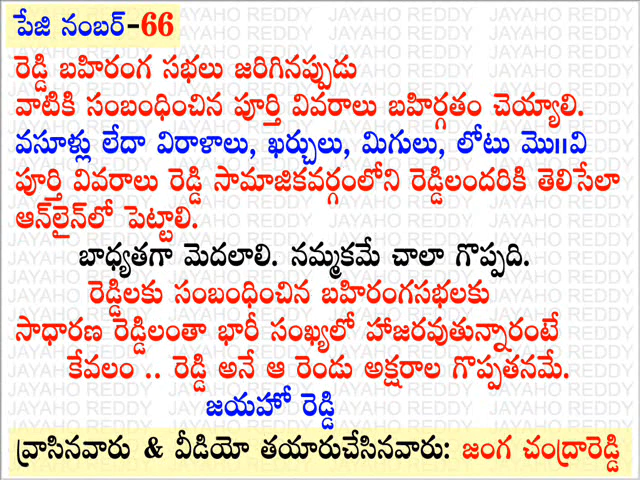 పేజి నంబర్-66
రెడ్డి బహిరంగ సభలు జరిగినప్పుడు
వాటికి సంబంధించిన పూర్తి వివరాలు బహిర్గతం చెయ్యాలి.
వసూళ్లు లేదా విరాళాలు, ఖర్చులు, మిగులు, లోటు మొ॥వి
పూర్తి వివరాలు రెడ్డి సామాజికవర్గంలోని రెడ్డిలందరికి తెలిసేలా
ఆన్‌లైన్‌లో పెట్టాలి.
బాధ్యతగా మెదలాలి. నమ్మకమే చాలా గొప్పది.
రెడ్డిలకు సంబంధించిన బహిరంగసభలకు
సాధారణ రెడ్డిలంతా భారీ సంఖ్యలో హాజరవుతున్నారంటే
కేవలం .. రెడ్డి అనే ఆ రెండు అక్షరాల గొప్పతనమే.
జయహో రెడ్డి
వ్రాసినవారు & వీడియో తయారుచేసినవారు: జంగ చంద్రారెడ్డి